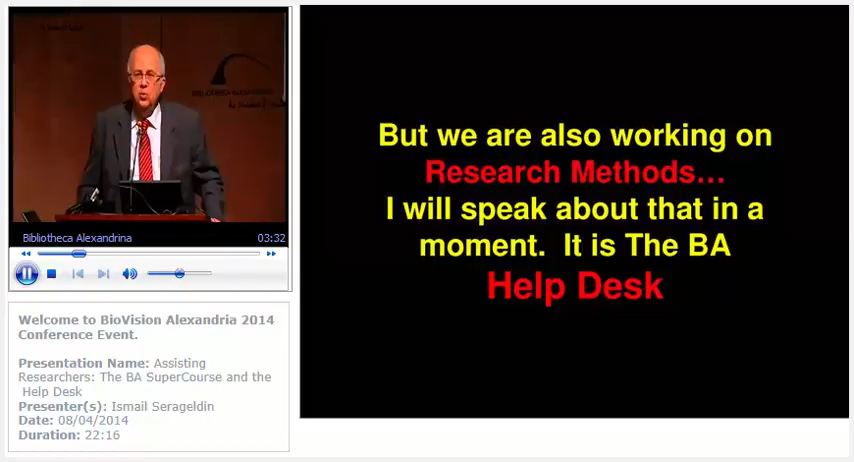 BIBLIOTHECA ALEXANDRINA
Bibliotheca Alexandrina 03:32
Welcome to BioVision Alexandria 2014
Conference Event.
Presentation Name: Assisting
Researchers: The BA SuperCourse and the
Help Desk
Presenter(s): Ismail Serageldin
Date: 08/04/2014
Duration: 22:16
But we are also working on
Research Methods…
I will speak about that in a
moment. It is The BA
Help Desk